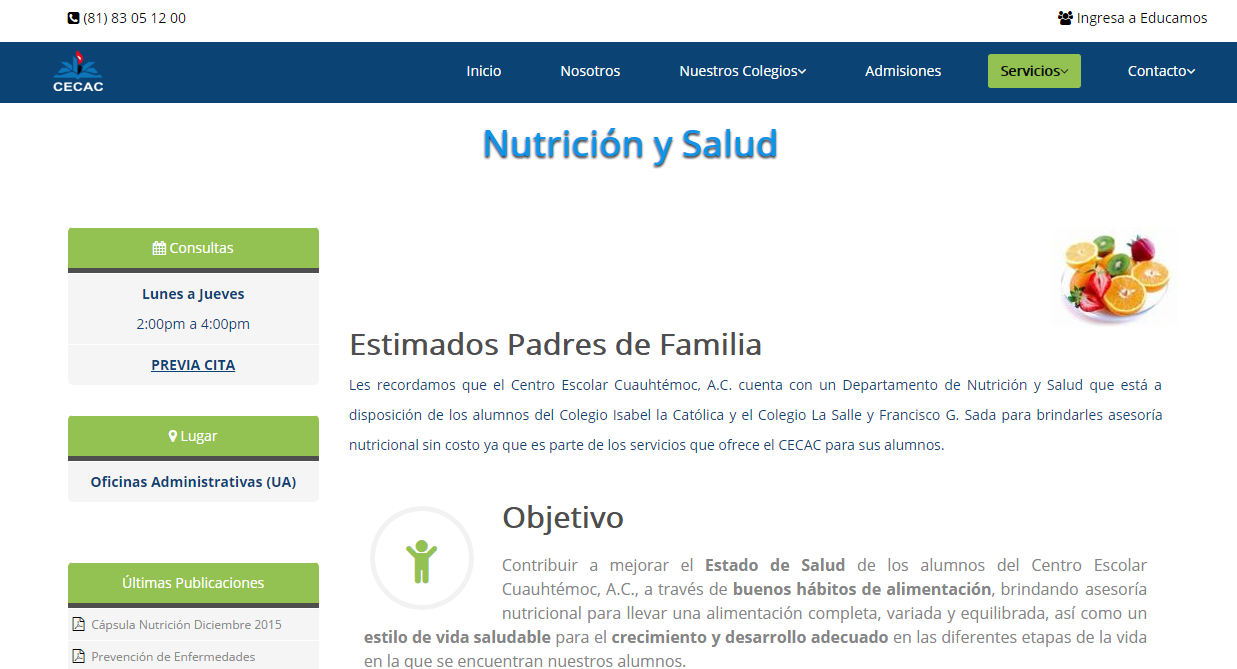 (81) 83 05 12 00
Ingresa a Educamos
CECAC
Inicio
Nosotros
Nuestros Colegios
Admisiones
Servicios
Contacto
Nutrición y Salud
Consultas
Lunes a Jueves
2:00pm a 4:00pm
PREVIA CITA
Lugar
Oficinas Administrativas (UA)
Últimas Publicaciones
Cápsula Nutrición Diciembre 2015
Prevención de Enfermedades
Estimados Padres de Familia
Les recordamos que el Centro Escolar Cuauhtémoc, A.C. cuenta con un Departamento de Nutrición y Salud que está a
disposición de los alumnos del Colegio Isabel la Católica y el Colegio La Salle y Francisco G. Sada para brindarles asesoría
nutricional sin costo ya que es parte de los servicios que ofrece el CECAC para sus alumnos.
Objetivo
Contribuir a mejorar el Estado de Salud de los alumnos del Centro Escolar
Cuauhtémoc, A.C., a través de buenos hábitos de alimentación, brindando asesoría
nutricional para llevar una alimentación completa, variada y equilibrada, así como un
estilo de vida saludable para el crecimiento y desarrollo adecuado en las diferentes etapas de la vida
en la que se encuentran nuestros alumnos.